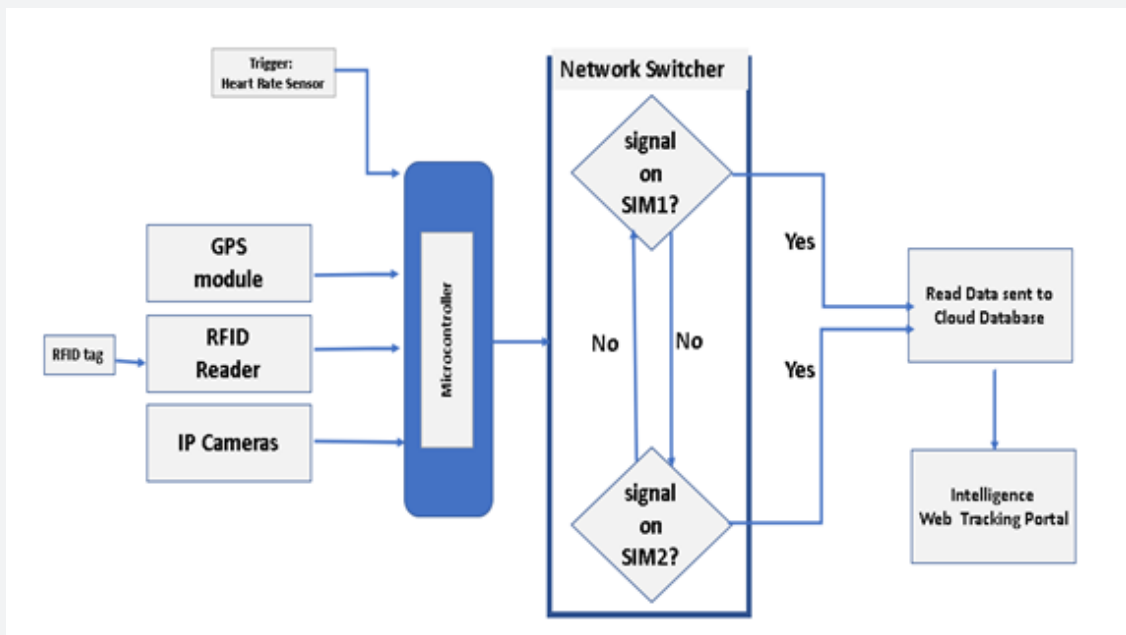 Trigger:
Heart Rate Sensor
Network Switcher
signal
on
SIM1?
GPS
module
Yes
Microcontroller
Read Data sent to
Cloud Database
RFID tag
RFID
Reader
No
No
Yes
IP Cameras
signal
on
SIM2?
Intelligence
Web Tracking Portal